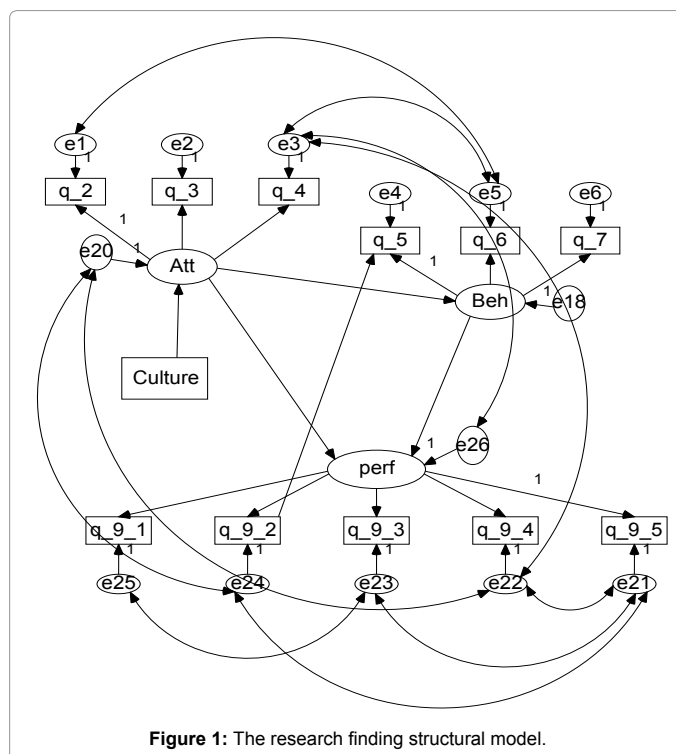 e1 e2 e3
1 1 1
q_2 q_3 q_4
e4 e5 e6
1 1 1
q_5 q_6 q_7
1
e20 1 Att
1
Beh 1 e18
Culture
1 e26
perf
1
q_9_1 q_9_2 q_9_3 q_9_4 q_9_5
1 1 1 1 1
e25 e24 e23 e22 e21
Figure 1: The research finding structural model.